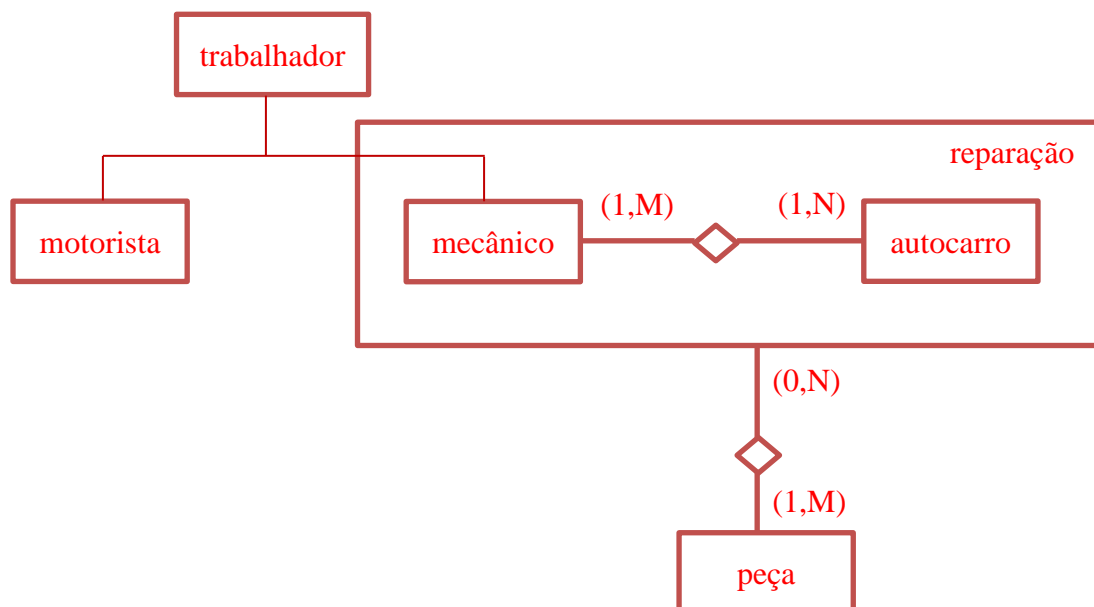 trabalhador
reparação
(1,M)
(1,N)
motorista
mecânico
autocarro
(0,N)
(1,M)
peça